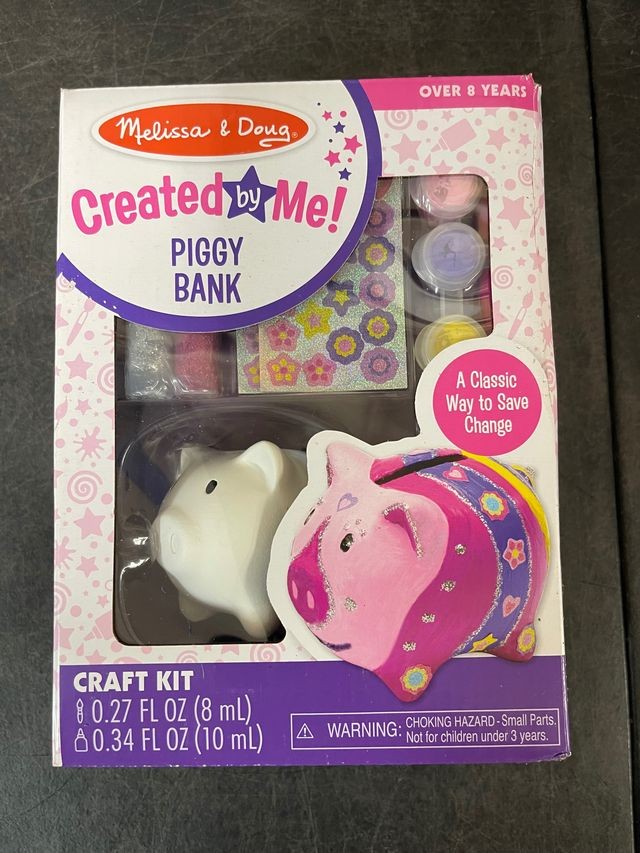 OVER 8 YEARS
Melissa & Doug®
Created by Me!
PIGGY
BANK
A Classic
Way to Save
Change
CRAFT KIT
0.27 FL OZ (8 mL)
0.34 FL OZ (10 mL)
WARNING: CHOKING HAZARD - Small Parts.
Not for children under 3 years.